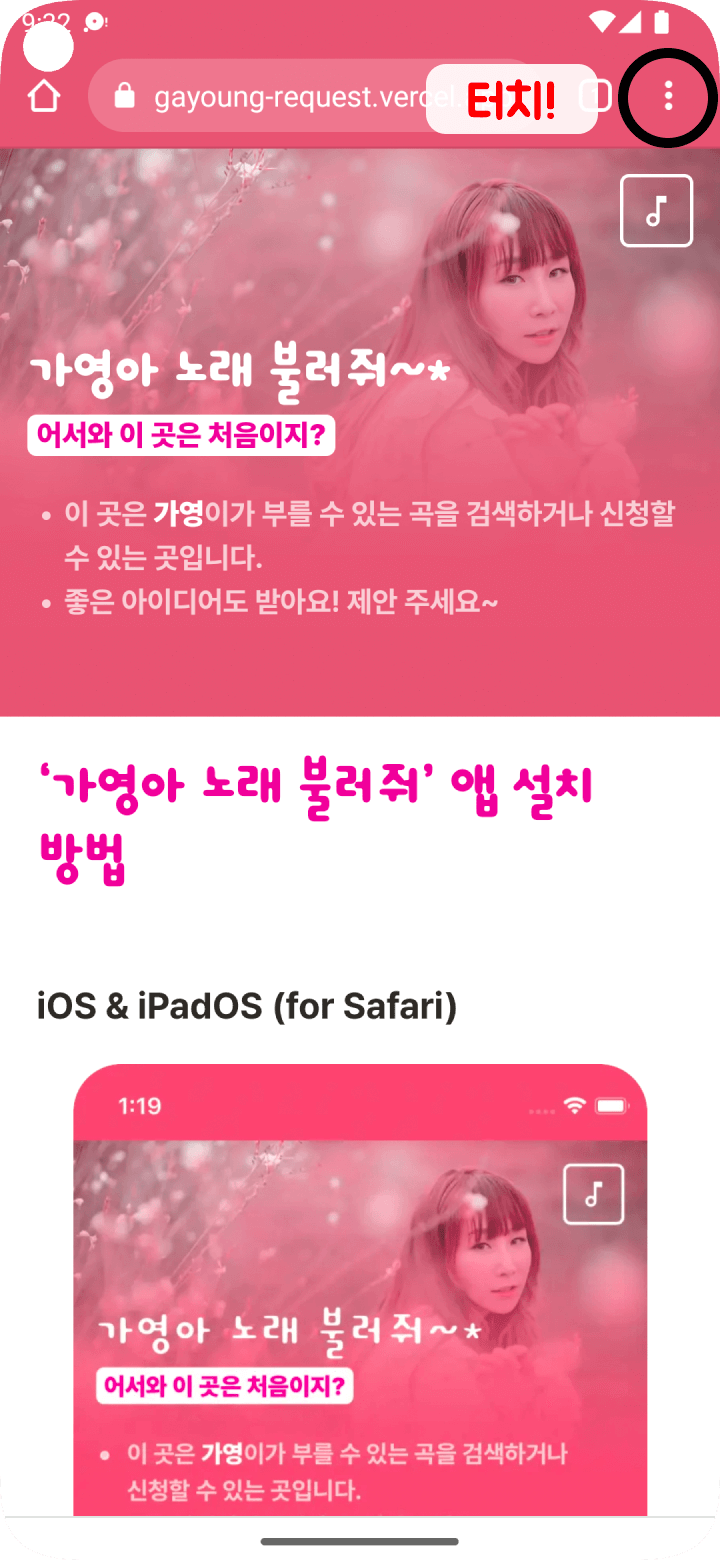 9:22
gayoung-request.vercel.
터치!
가영아 노래 불러줘~*
어서와 이 곳은 처음이지?
• 이 곳은 가영이가 부를 수 있는 곡을 검색하거나 신청할
수 있는 곳입니다.
• 좋은 아이디어도 받아요! 제안 주세요~
‘가영아 노래 불러줘’ 앱 설치
방법
iOS & iPadOS (for Safari)
1:19
가영아 노래 불러줘~*
어서와 이 곳은 처음이지?
• 이 곳은 가영이가 부를 수 있는 곡을 검색하거나
신청할 수 있는 곳입니다.